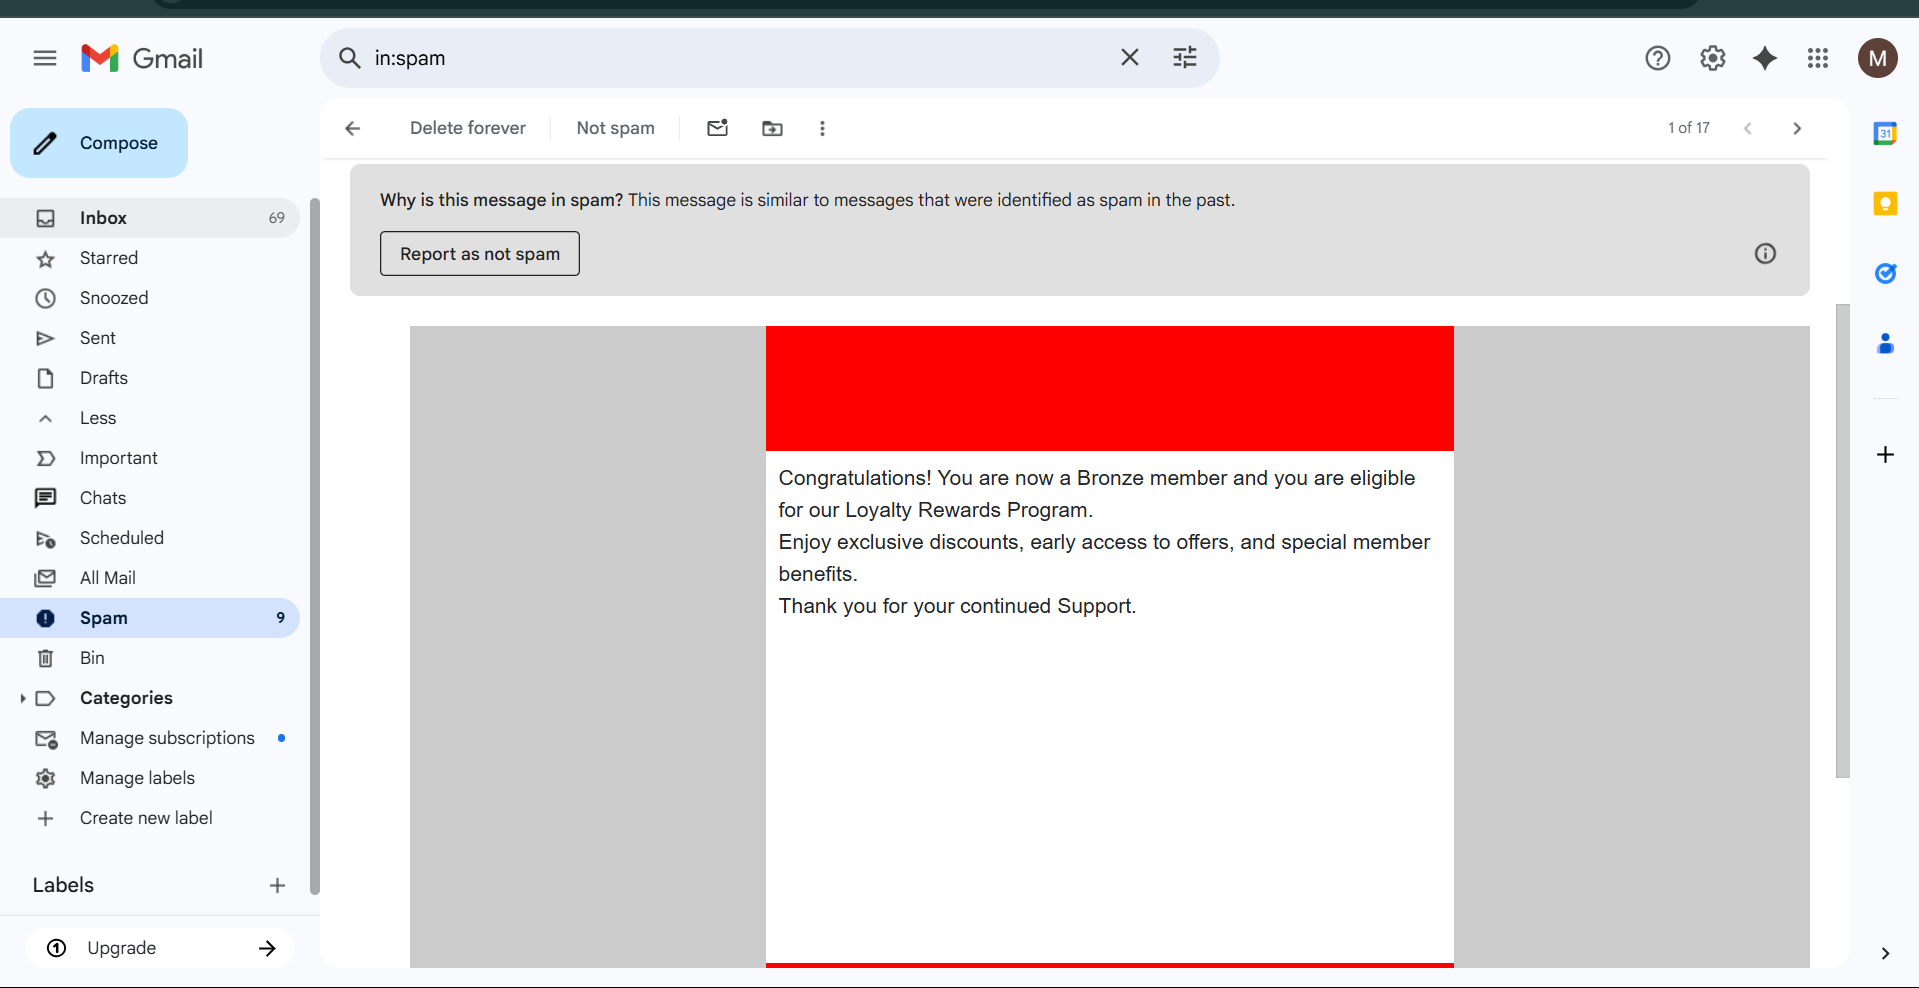 Gmail
in:spam
M
Compose
Delete forever
Not spam
1 of 17
31
Inbox 69
Starred
Snoozed
Sent
Drafts
Less
Important
Chats
Scheduled
All Mail
Spam 9
Bin
Categories
Manage subscriptions
Manage labels
Create new label
Labels
1 Upgrade
Why is this message in spam? This message is similar to messages that were identified as spam in the past.
Report as not spam
Congratulations! You are now a Bronze member and you are eligible
for our Loyalty Rewards Program.
Enjoy exclusive discounts, early access to offers, and special member
benefits.
Thank you for your continued Support.